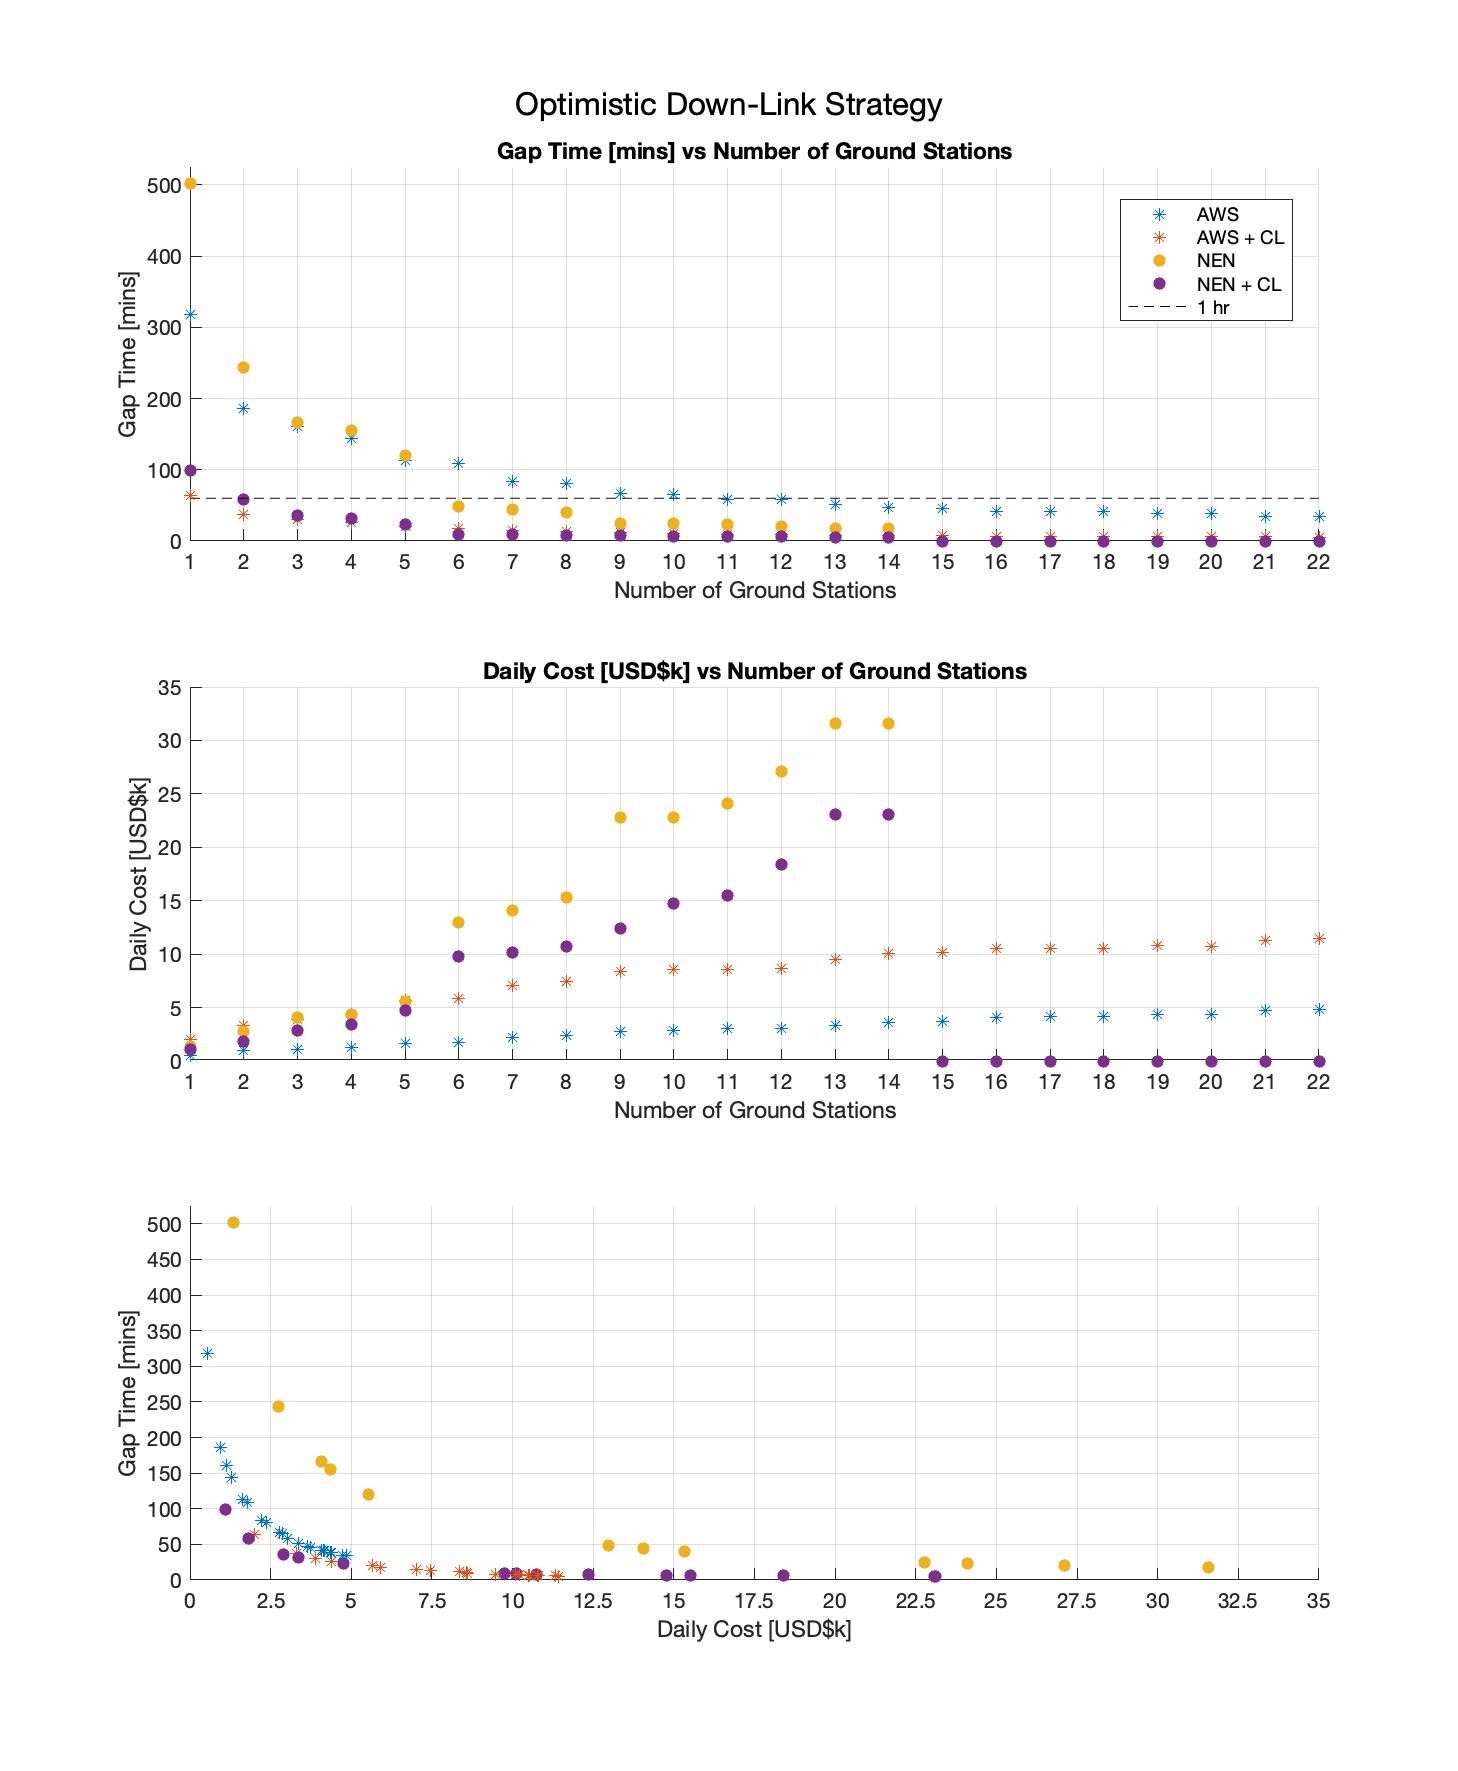 Optimistic Down-Link Strategy
Gap Time [mins] vs Number of Ground Stations
500
400
300
200
100
0
Gap Time [mins]
AWS
AWS + CL
NEN
NEN + CL
1 hr
1 2 3 4 5 6 7 8 9 10 11 12 13 14 15 16 17 18 19 20 21 22
Number of Ground Stations
Daily Cost [USD$k] vs Number of Ground Stations
35
30
25
20
15
10
5
0
Daily Cost [USD$k]
1 2 3 4 5 6 7 8 9 10 11 12 13 14 15 16 17 18 19 20 21 22
Number of Ground Stations
500
450
400
350
300
250
200
150
100
50
0
Gap Time [mins]
0 2.5 5 7.5 10 12.5 15 17.5 20 22.5 25 27.5 30 32.5 35
Daily Cost [USD$k]